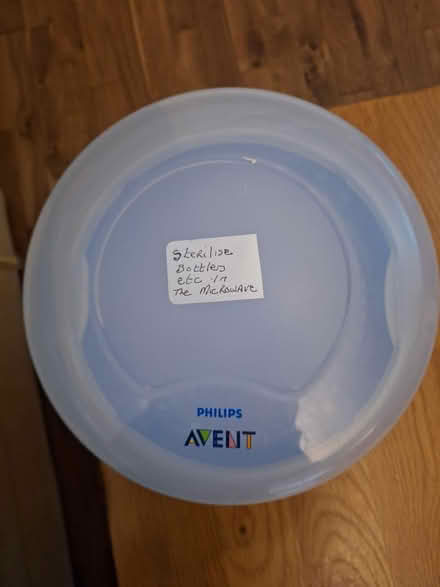 Sterilise
Bottles
etc in
The Microwave
PHILIPS
AVENT